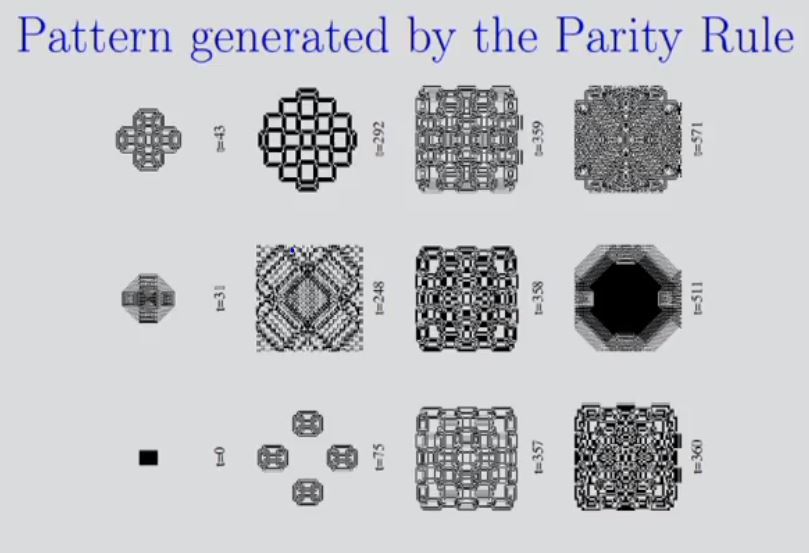 Pattern generated by the Parity Rule
t=43
t=292
t=359
t=571
t=31
t=248
t=358
t=511
t=0
t=75
t=357
t=360